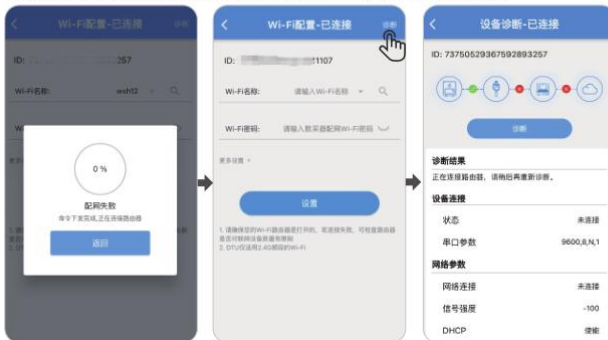 Wi-Fi配置-已连接
诊断
ID:
257
Wi-Fi名称:
0 %
配网失败
命令下发完成,正在连接路由器
返回
Wi-Fi配置-已连接
诊断
ID:
1107
Wi-Fi名称:
请输入Wi-Fi名称
Wi-Fi密码:
请输入数采器配网Wi-Fi密码
更多设置
设置
1. 请确保您的Wi-Fi路由器是打开的，若连接失败，可检查路由器
是否对联网设备数量有限制
2. DTU仅适用2.4G频段的Wi-Fi
设备诊断-已连接
ID: 73750529367592893257
诊断
诊断结果
正在连接路由器，请稍后再重新诊断。
设备连接
状态
未连接
串口参数
9600,8,N,1
网络参数
网络连接
未连接
信号强度
-100
DHCP
使能